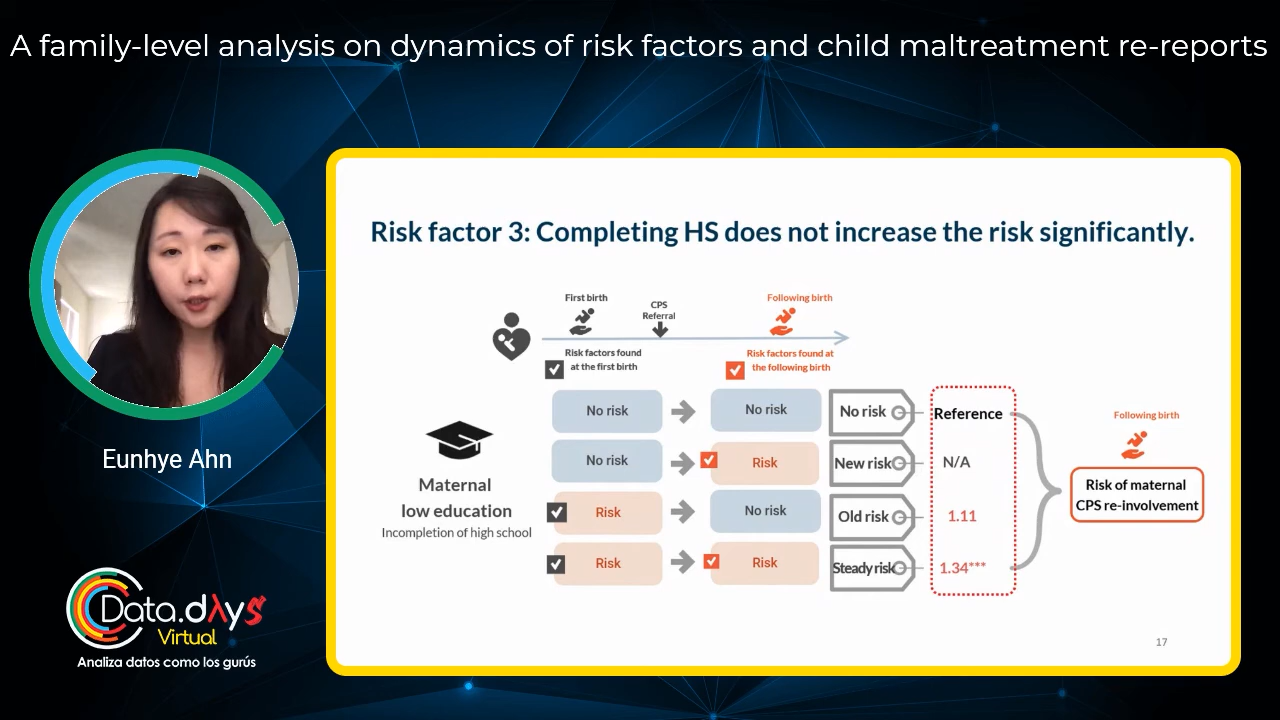 A family-level analysis on dynamics of risk factors and child maltreatment re-reports
Eunhye Ahn
Data.dλys
Virtual
Analiza datos como los gurús
Risk factor 3: Completing HS does not increase the risk significantly.
First birth
CPS
Referral
Following birth
Risk factors found
at the first birth
Risk factors found at
the following birth
Maternal
low education
Incompletion of high school
No risk
No risk
No risk
Reference
No risk
Risk
New risk
N/A
Risk
No risk
Old risk
1.11
Risk
Risk
Steady risk
1.34***
Following birth
Risk of maternal
CPS re-involvement
17